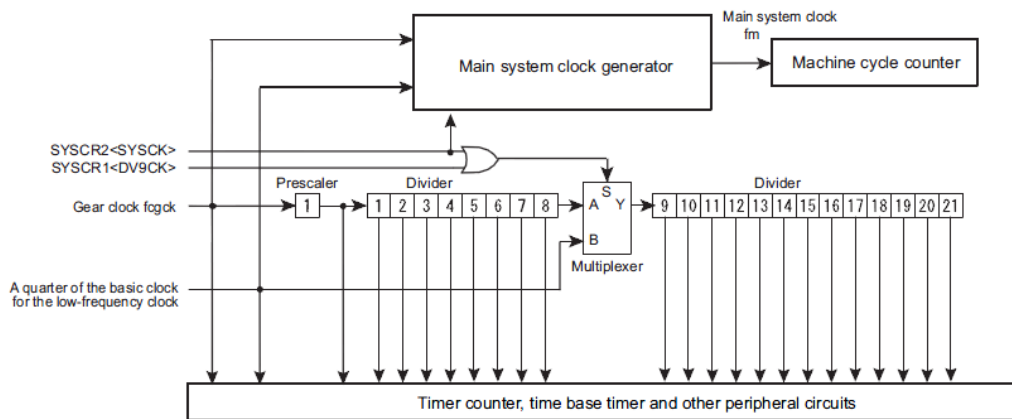 Main system clock
fm
Main system clock generator
Machine cycle counter
SYSCR2<SYSCK>
SYSCR1<DV9CK>
Prescaler
Divider
S
Divider
Gear clock fcgck
1
1 2 3 4 5 6 7 8
A
Y
9 10 11 12 13 14 15 16 17 18 19 20 21
B
Multiplexer
A quarter of the basic clock
for the low-frequency clock
Timer counter, time base timer and other peripheral circuits